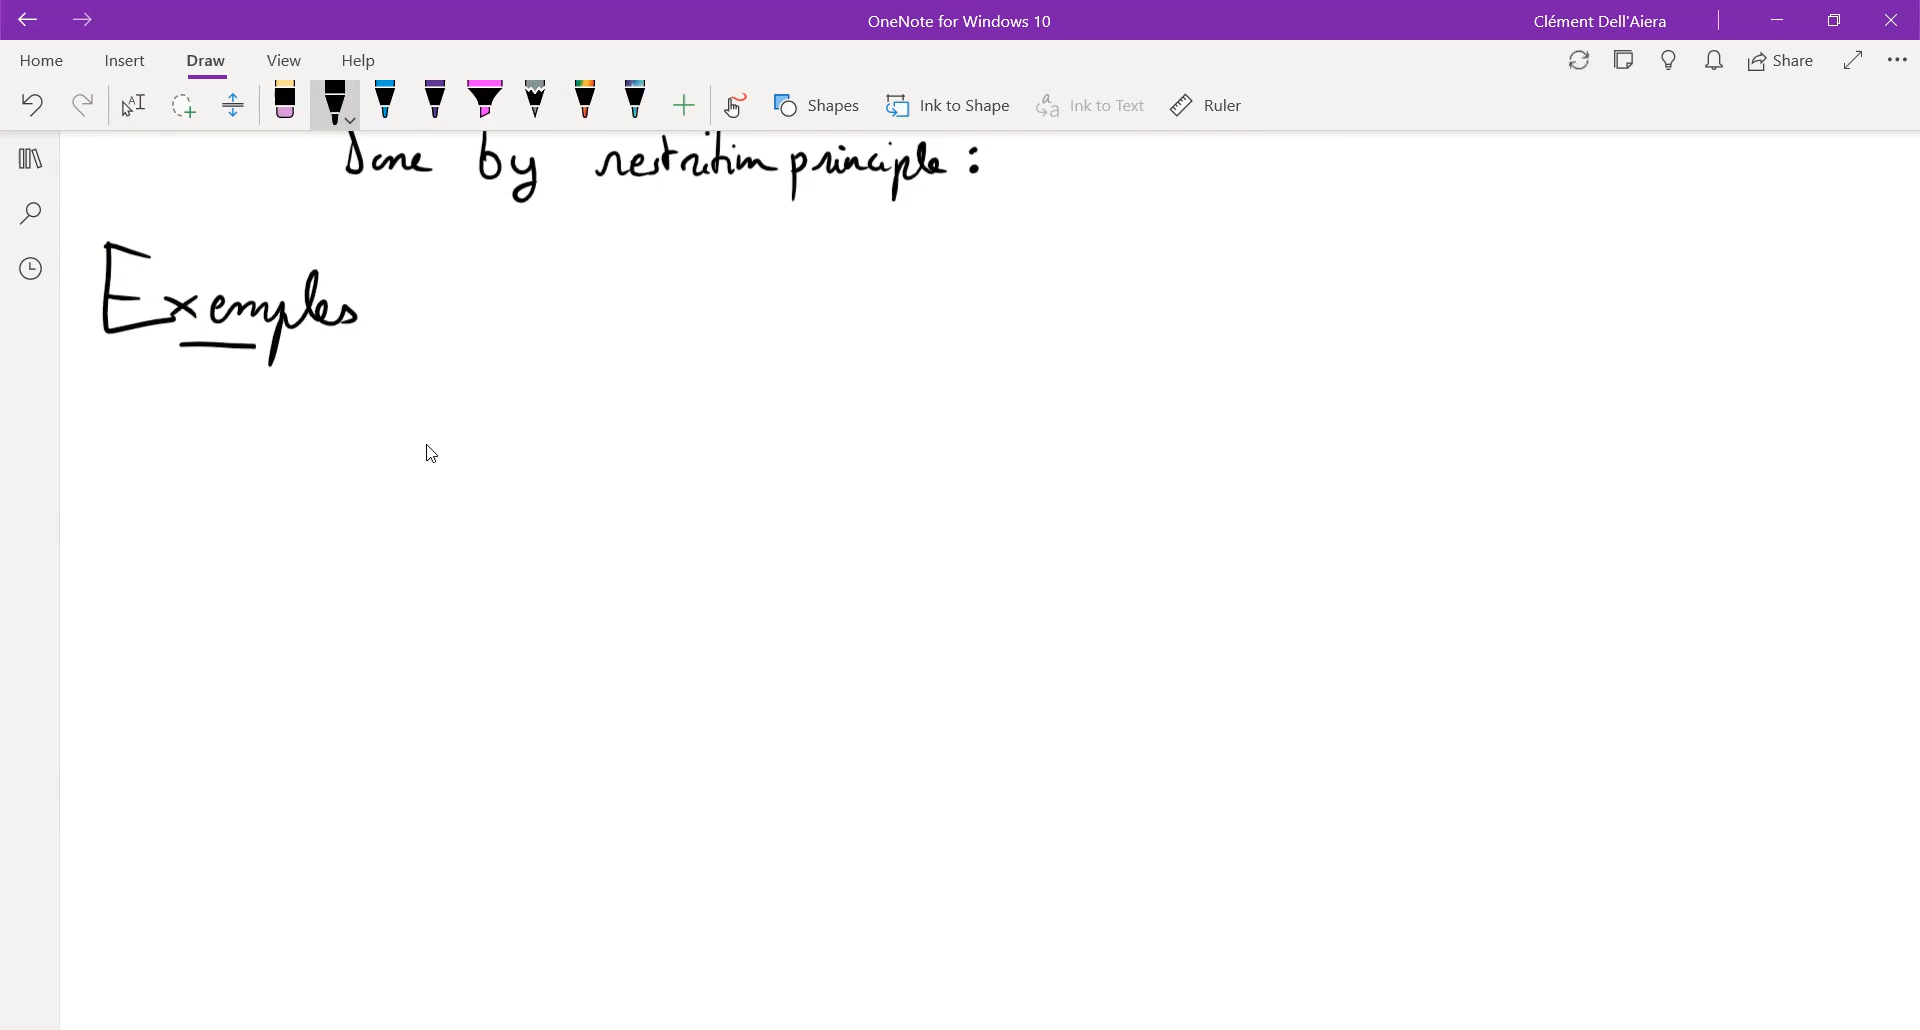 OneNote for Windows 10
Clément Dell'Aiera
Home Insert Draw View Help
Share
Shapes Ink to Shape Ink to Text Ruler
Done by restrition principle :
Exemples